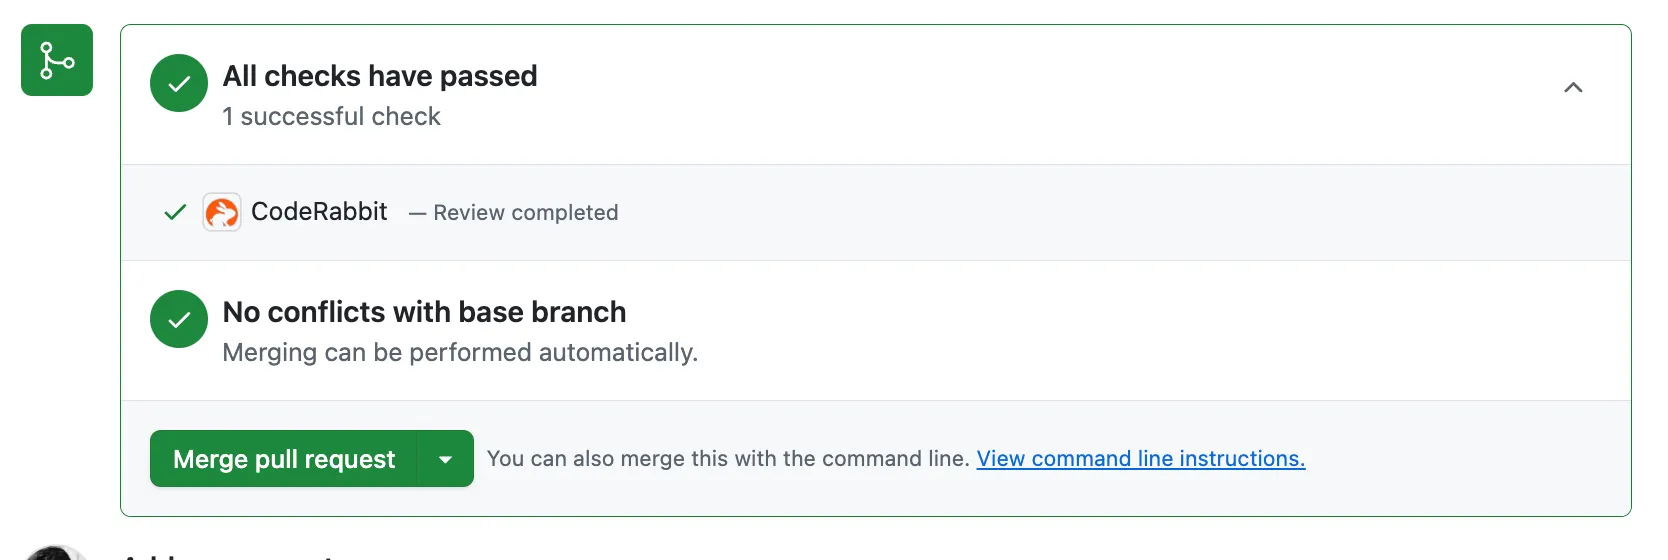 All checks have passed
1 successful check
CodeRabbit — Review completed
No conflicts with base branch
Merging can be performed automatically.
Merge pull request
You can also merge this with the command line. View command line instructions.